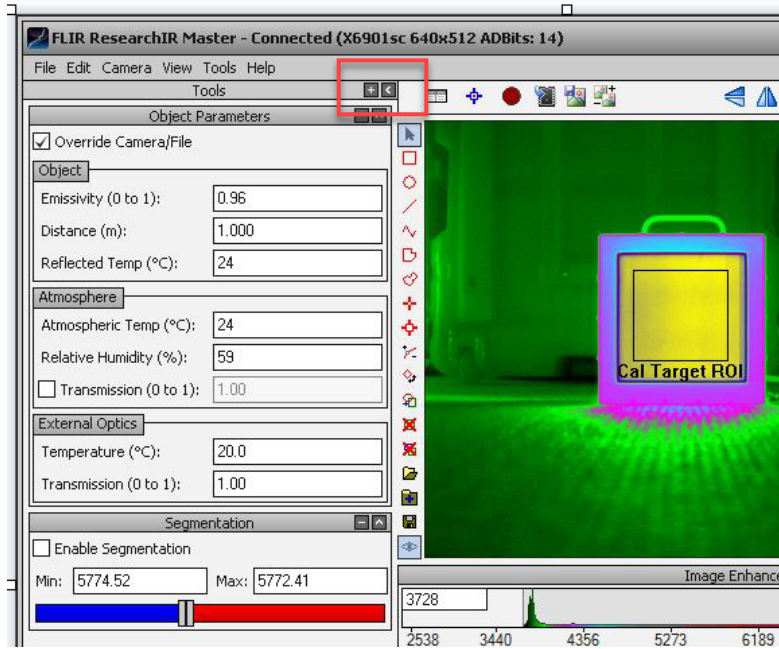 FLIR ResearchIR Master - Connected (X6901sc 640x512 ADBits: 14)
File Edit Camera View Tools Help
Tools
Object Parameters
Override Camera/File
Object
Emissivity (0 to 1): 0.96
Distance (m): 1.000
Reflected Temp (°C): 24
Atmosphere
Atmospheric Temp (°C): 24
Relative Humidity (%): 59
Transmission (0 to 1): 1.00
External Optics
Temperature (°C): 20.0
Transmission (0 to 1): 1.00
Segmentation
Enable Segmentation
Min: 5774.52 Max: 5772.41
Cal Target ROI
Image Enhance
3728
2538 3440 4356 5273 6189